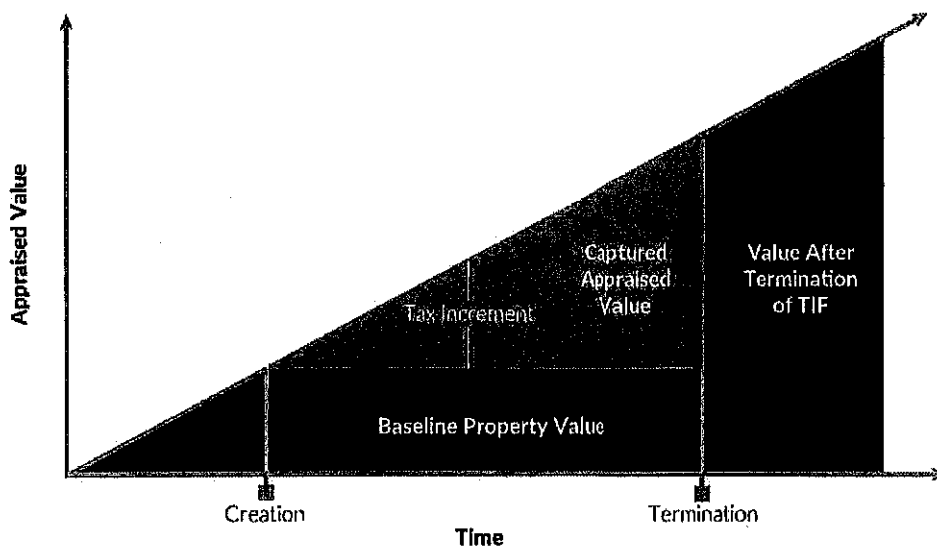 Appraised Value
Captured
Appraised
Value
Value After
Termination
of TIF
Tax Increment
Baseline Property Value
Creation
Termination
Time